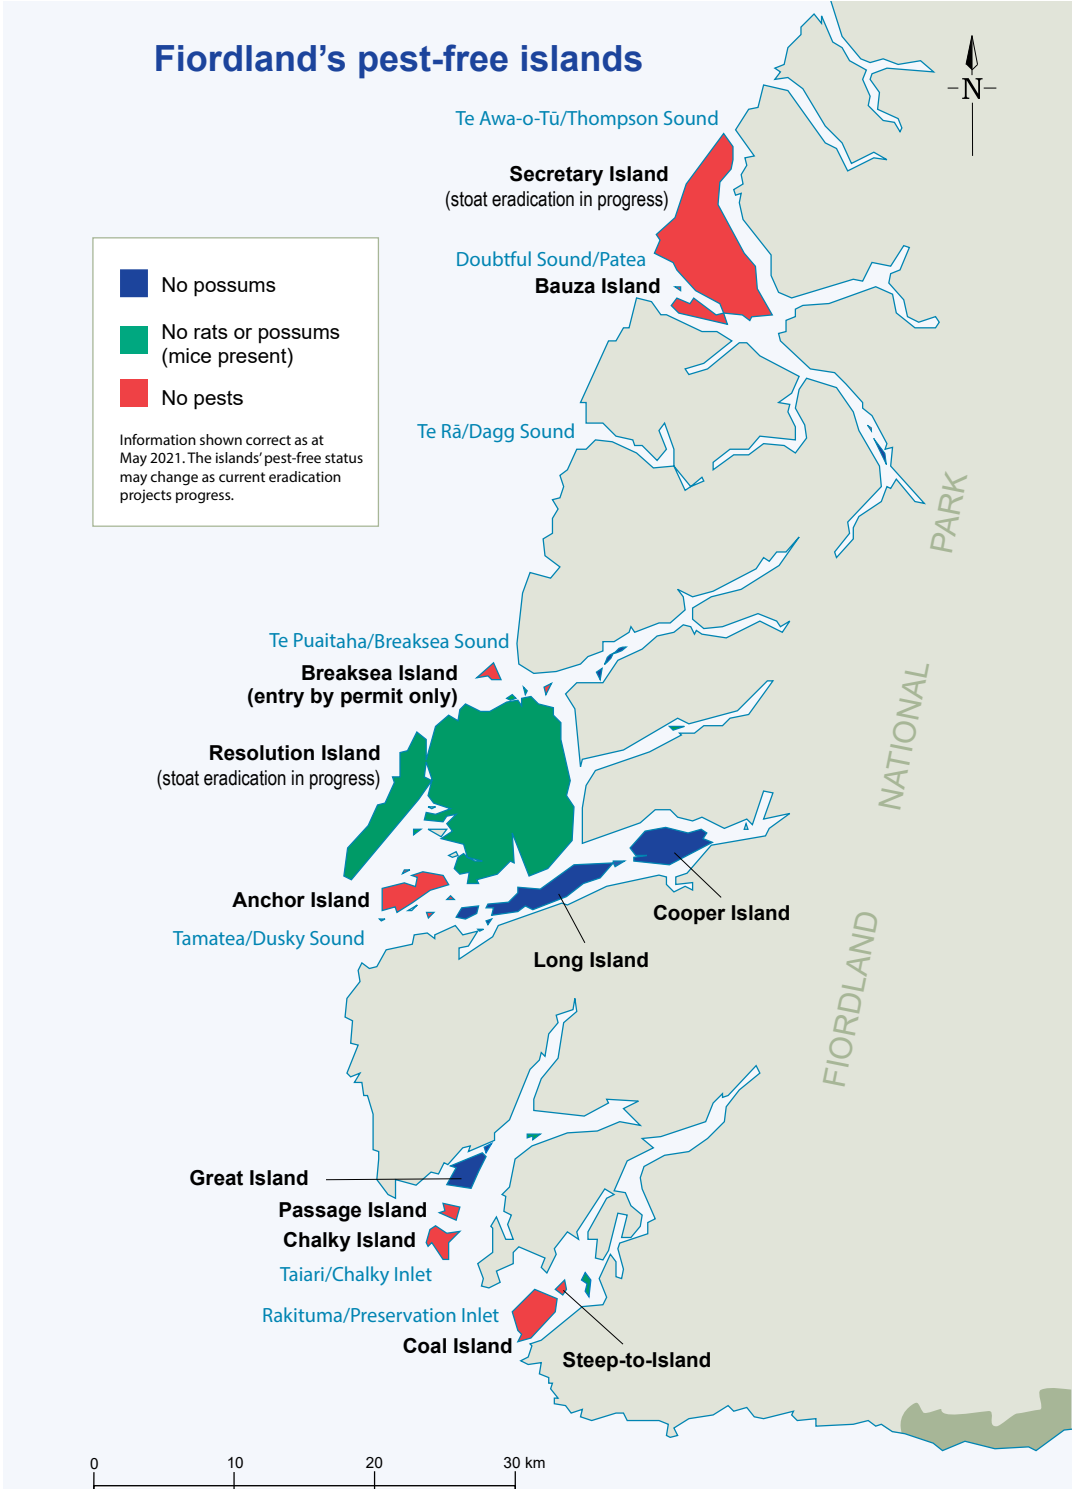 Fiordland’s pest-free islands
N
Te Awa-o-Tū/Thompson Sound
Secretary Island
(stoat eradication in progress)
Doubtful Sound/Patea
Bauza Island
No possums
No rats or possums
(mice present)
No pests
Information shown correct as at
May 2021. The islands’ pest-free status
may change as current eradication
projects progress.
Te Rā/Dagg Sound
Te Puaitaha/Breaksea Sound
Breaksea Island
(entry by permit only)
Resolution Island
(stoat eradication in progress)
Anchor Island
Tamatea/Dusky Sound
Cooper Island
Long Island
FIORDLAND NATIONAL PARK
Great Island
Passage Island
Chalky Island
Taiari/Chalky Inlet
Rakituma/Preservation Inlet
Coal Island
Steep-to-Island
0 10 20 30 km